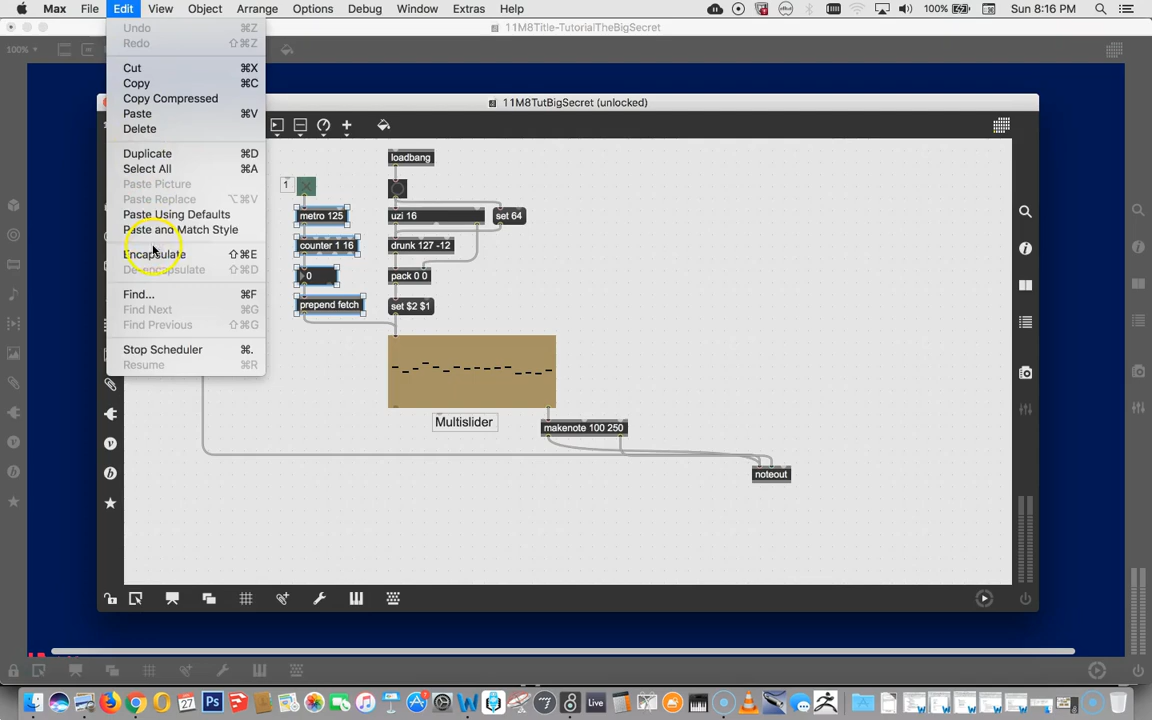 Max File Edit View Object Arrange Options Debug Window Extras Help 100% Sun 8:16 PM
11M8Title-TutorialTheBigSecret
100%
Undo ⌘Z
Redo ⇧⌘Z
Cut ⌘X
Copy ⌘C
Copy Compressed
Paste ⌘V
Delete
Duplicate ⌘D
Select All ⌘A
Paste Picture
Paste Replace ⌥⌘V
Paste Using Defaults
Paste and Match Style
Encapsulate ⇧⌘E
De-encapsulate ⇧⌘D
Find... ⌘F
Find Next ⌘G
Find Previous ⇧⌘G
Stop Scheduler ⌘.
Resume ⌘R
11M8TutBigSecret (unlocked)
loadbang
1
metro 125
uzi 16
set 64
counter 1 16
drunk 127 -12
0
pack 0 0
prepend fetch
set $2 $1
Multislider
makenote 100 250
noteout
27
Live